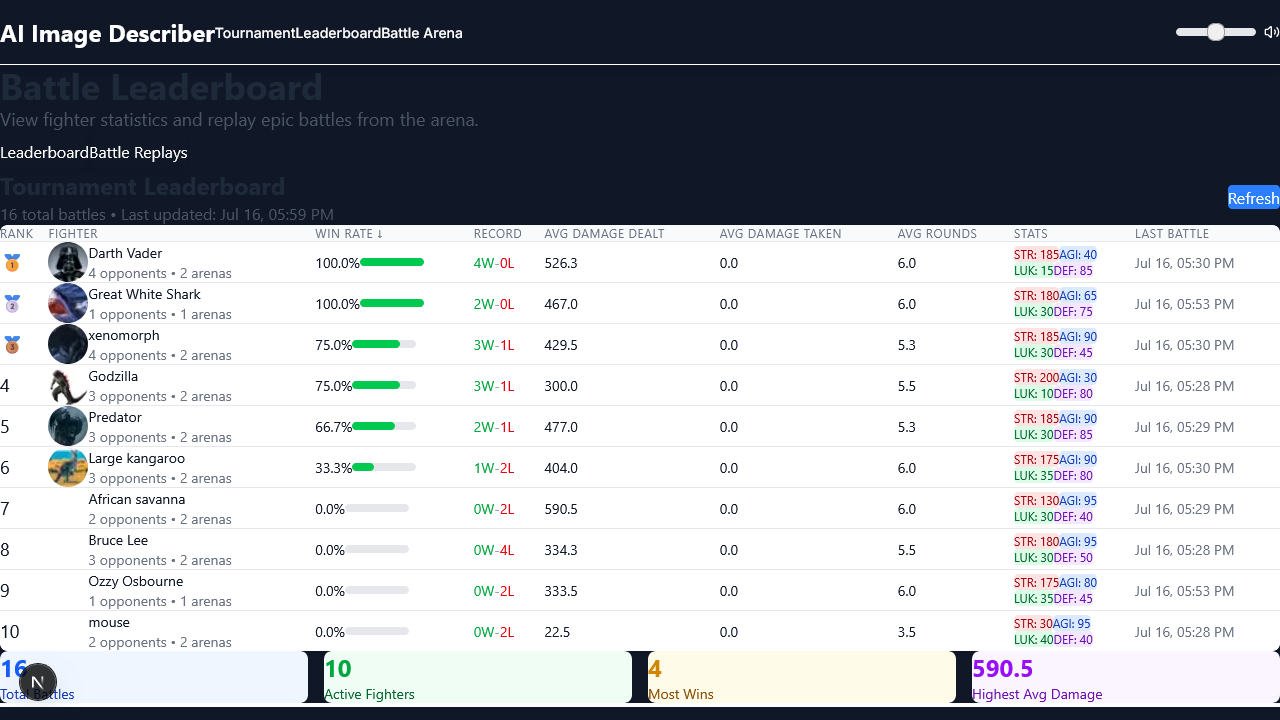 AI Image Describer Tournament Leaderboard Battle Arena
Battle Leaderboard
View fighter statistics and replay epic battles from the arena.
Leaderboard Battle Replays
Tournament Leaderboard
Refresh
16 total battles • Last updated: Jul 16, 05:59 PM
RANK FIGHTER WIN RATE ↓ RECORD AVG DAMAGE DEALT AVG DAMAGE TAKEN AVG ROUNDS STATS LAST BATTLE
1 Darth Vader 4 opponents • 2 arenas 100.0% 4W-0L 526.3 0.0 6.0 STR: 185 AGI: 40 LUK: 15 DEF: 85 Jul 16, 05:30 PM
2 Great White Shark 1 opponents • 1 arenas 100.0% 2W-0L 467.0 0.0 6.0 STR: 180 AGI: 65 LUK: 30 DEF: 75 Jul 16, 05:53 PM
3 xenomorph 4 opponents • 2 arenas 75.0% 3W-1L 429.5 0.0 5.3 STR: 185 AGI: 90 LUK: 30 DEF: 45 Jul 16, 05:30 PM
4 Godzilla 3 opponents • 2 arenas 75.0% 3W-1L 300.0 0.0 5.5 STR: 200 AGI: 30 LUK: 10 DEF: 80 Jul 16, 05:28 PM
5 Predator 3 opponents • 2 arenas 66.7% 2W-1L 477.0 0.0 5.3 STR: 185 AGI: 90 LUK: 30 DEF: 85 Jul 16, 05:29 PM
6 Large kangaroo 3 opponents • 2 arenas 33.3% 1W-2L 404.0 0.0 6.0 STR: 175 AGI: 90 LUK: 35 DEF: 80 Jul 16, 05:30 PM
7 African savanna 2 opponents • 2 arenas 0.0% 0W-2L 590.5 0.0 6.0 STR: 130 AGI: 95 LUK: 30 DEF: 40 Jul 16, 05:29 PM
8 Bruce Lee 3 opponents • 2 arenas 0.0% 0W-4L 334.3 0.0 5.5 STR: 180 AGI: 95 LUK: 30 DEF: 50 Jul 16, 05:28 PM
9 Ozzy Osbourne 1 opponents • 1 arenas 0.0% 0W-2L 333.5 0.0 6.0 STR: 175 AGI: 80 LUK: 35 DEF: 45 Jul 16, 05:53 PM
10 mouse 2 opponents • 2 arenas 0.0% 0W-2L 22.5 0.0 3.5 STR: 30 AGI: 95 LUK: 40 DEF: 40 Jul 16, 05:28 PM
16 10 4 590.5
N
Total Battles Active Fighters Most Wins Highest Avg Damage